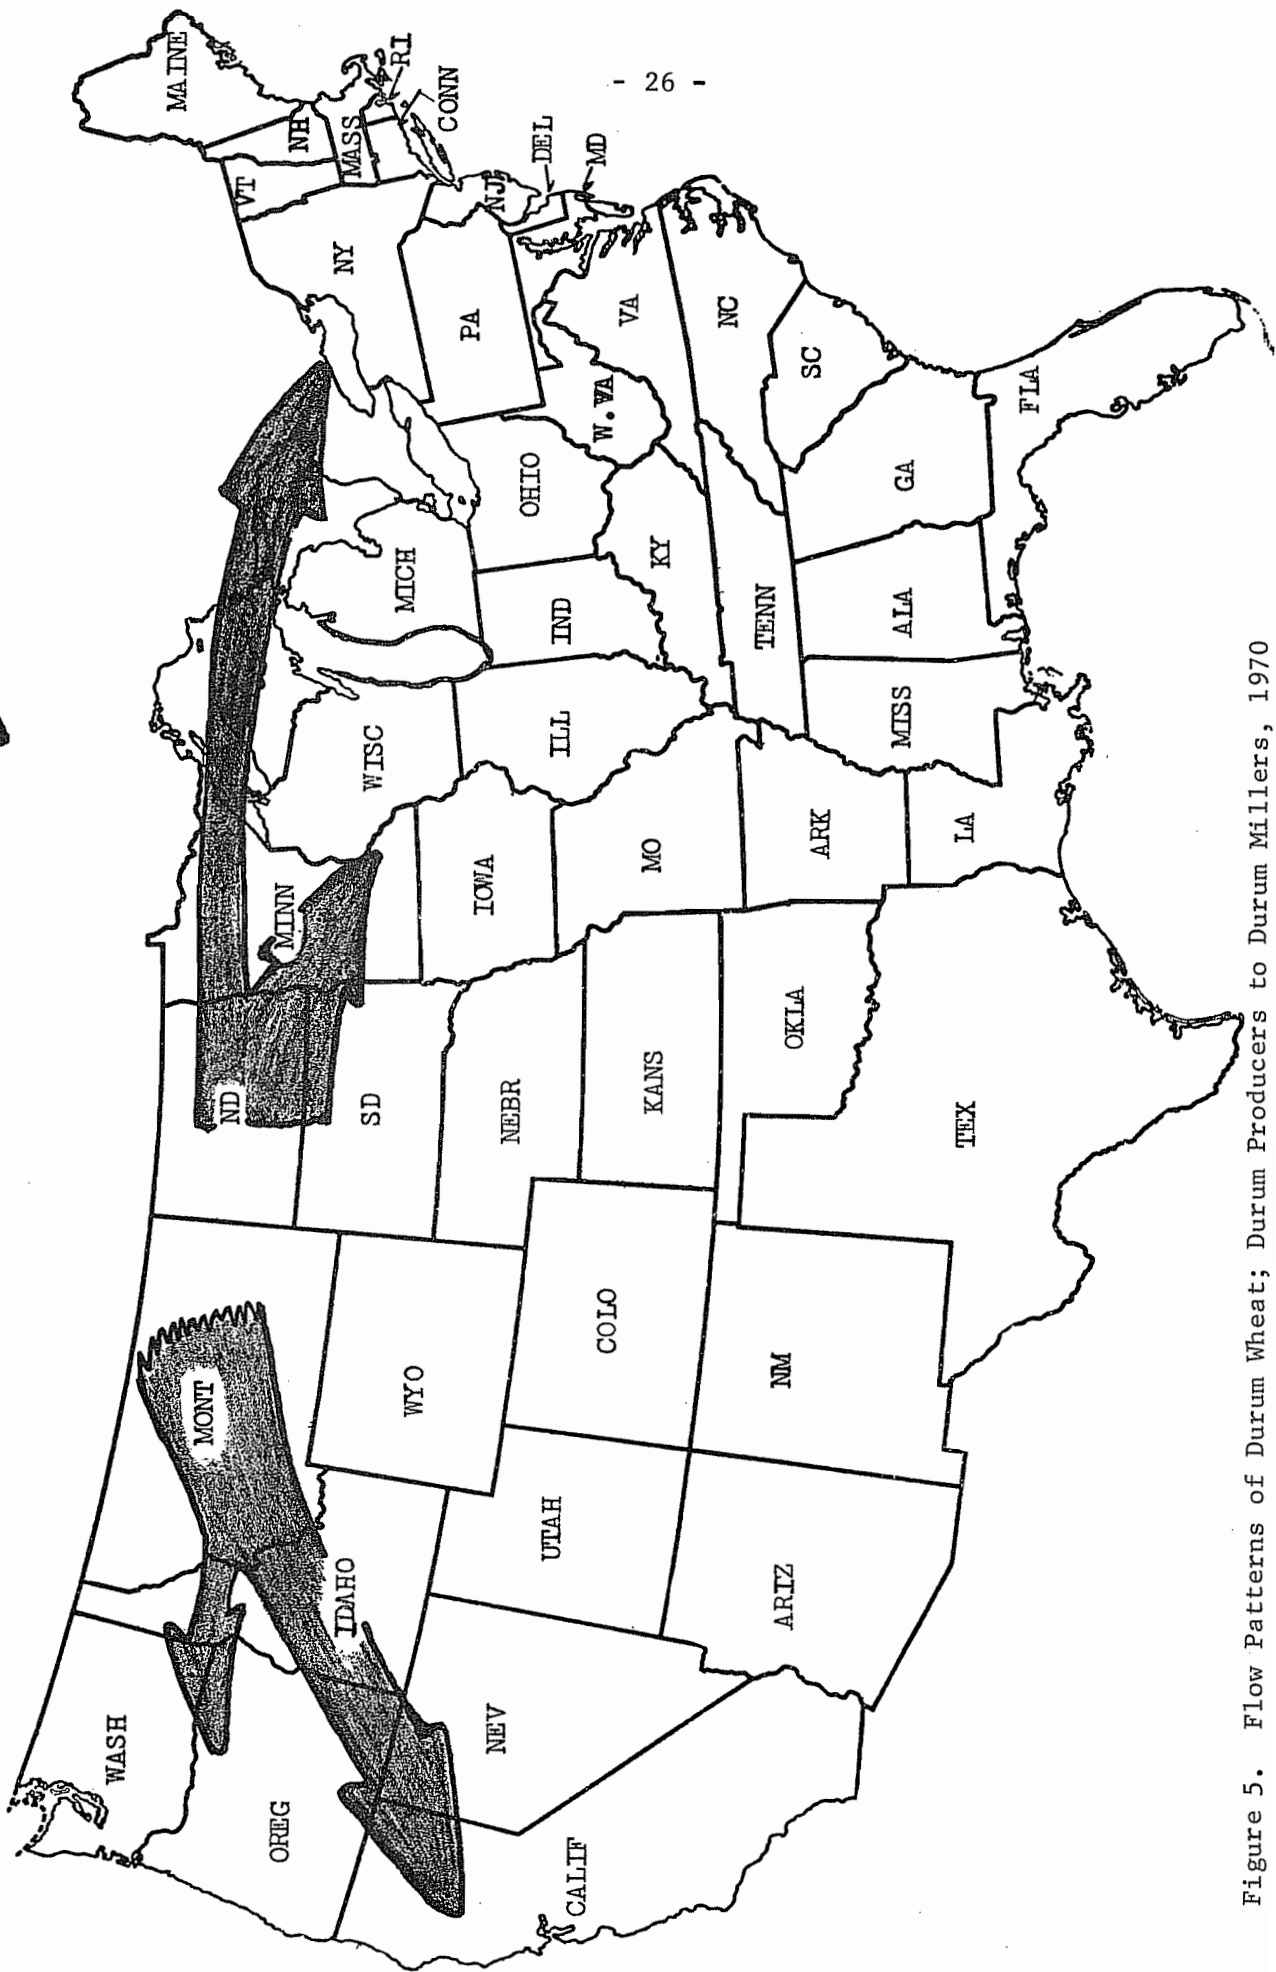 - 26 -
WASH
OREG
CALIF
NEV
IDAHO
MONT
WYO
UTAH
COLO
ARIZ
NM
ND
SD
NEBR
KANS
OKLA
TEX
MINN
IOWA
MO
ARK
LA
WISC
ILL
MICH
IND
OHIO
KY
TENN
MISS
ALA
GA
FLA
SC
NC
VA
W.VA
PA
NY
VT
NH
MAINE
MASS
RI
CONN
NJ
DEL
MD
Figure 5. Flow Patterns of Durum Wheat; Durum Producers to Durum Millers, 1970